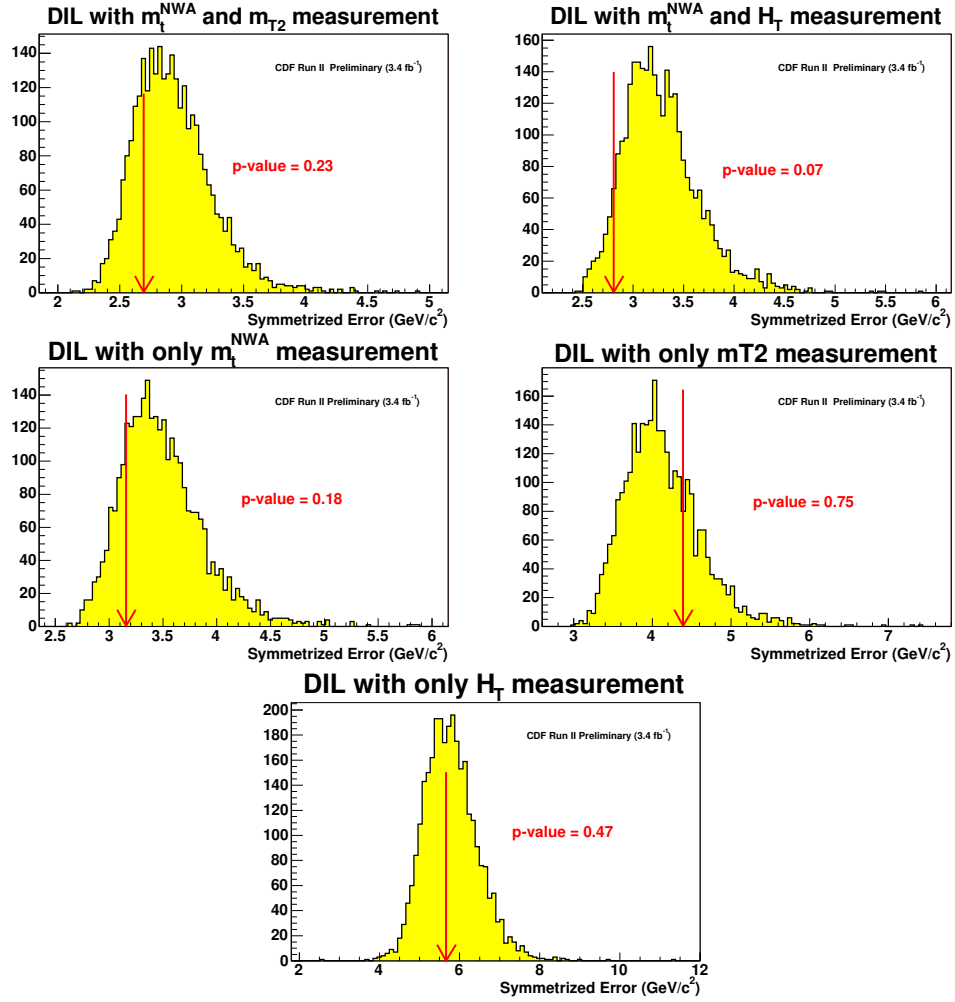 DIL with m_t^NWA and m_T2 measurement
140
120
100
80
60
40
20
0
CDF Run II Preliminary (3.4 fb^-1)
p-value = 0.23
2 2.5 3 3.5 4 4.5 5
Symmetrized Error (GeV/c^2)
DIL with m_t^NWA and H_T measurement
160
140
120
100
80
60
40
20
0
CDF Run II Preliminary (3.4 fb^-1)
p-value = 0.07
2.5 3 3.5 4 4.5 5 5.5 6
Symmetrized Error (GeV/c^2)
DIL with only m_t^NWA measurement
140
120
100
80
60
40
20
0
CDF Run II Preliminary (3.4 fb^-1)
p-value = 0.18
2.5 3 3.5 4 4.5 5 5.5 6
Symmetrized Error (GeV/c^2)
DIL with only mT2 measurement
160
140
120
100
80
60
40
20
0
CDF Run II Preliminary (3.4 fb^-1)
p-value = 0.75
3 4 5 6 7
Symmetrized Error (GeV/c^2)
DIL with only H_T measurement
200
180
160
140
120
100
80
60
40
20
0
CDF Run II Preliminary (3.4 fb^-1)
p-value = 0.47
2 4 6 8 10 12
Symmetrized Error (GeV/c^2)